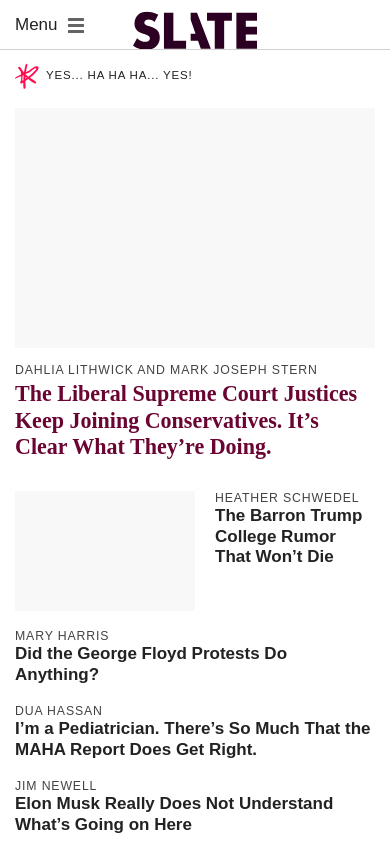 Menu
SLATE
YES... HA HA HA... YES!
DAHLIA LITHWICK AND MARK JOSEPH STERN
The Liberal Supreme Court Justices
Keep Joining Conservatives. It’s
Clear What They’re Doing.
HEATHER SCHWEDEL
The Barron Trump
College Rumor
That Won’t Die
MARY HARRIS
Did the George Floyd Protests Do
Anything?
DUA HASSAN
I’m a Pediatrician. There’s So Much That the
MAHA Report Does Get Right.
JIM NEWELL
Elon Musk Really Does Not Understand
What’s Going on Here